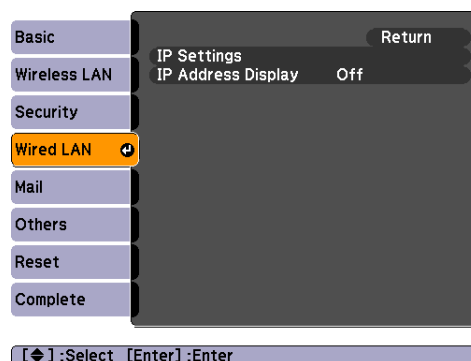 Basic
Wireless LAN
Security
Wired LAN
Mail
Others
Reset
Complete
Return
IP Settings
IP Address Display Off
[◆] :Select [Enter] :Enter